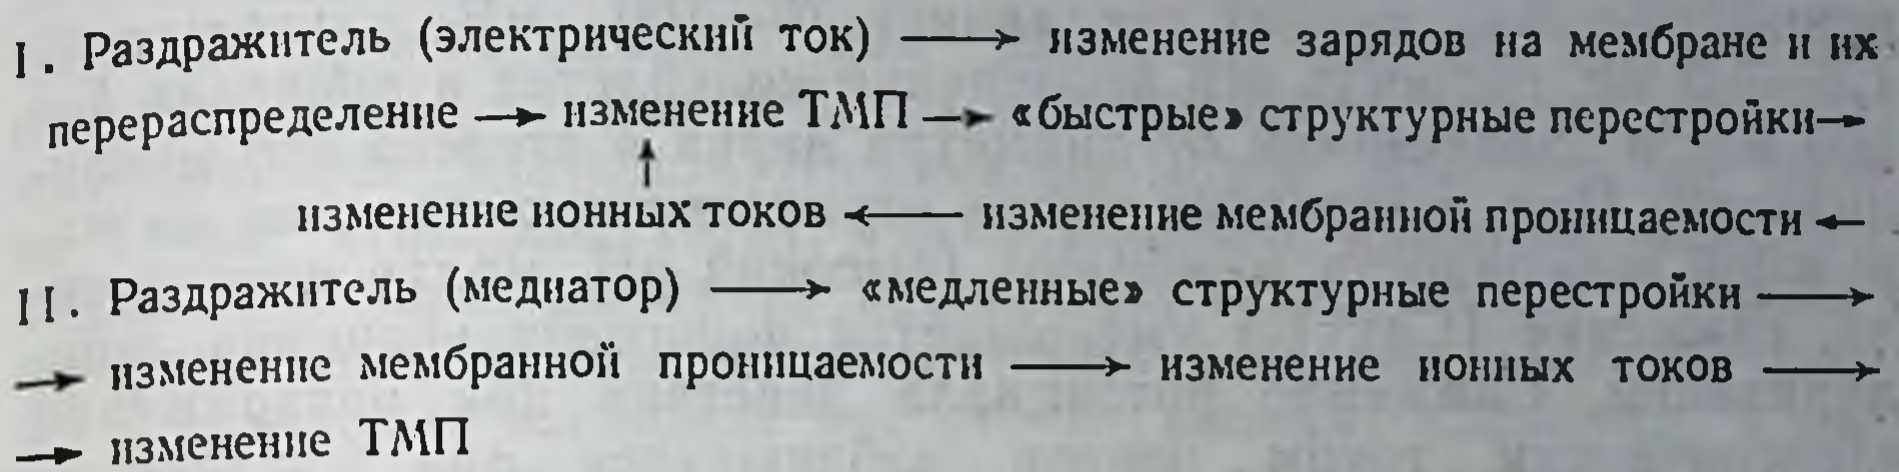 I. Раздражитель (электрический ток) ⟶ изменение зарядов на мембране и их
перераспределение → изменение ТМП → «быстрые» структурные перестройки →
↑
изменение ионных токов ⟵ изменение мембранной проницаемости ←
II. Раздражитель (медиатор) ⟶ «медленные» структурные перестройки ⟶
→ изменение мембранной проницаемости ⟶ изменение ионных токов ⟶
→ изменение ТМП